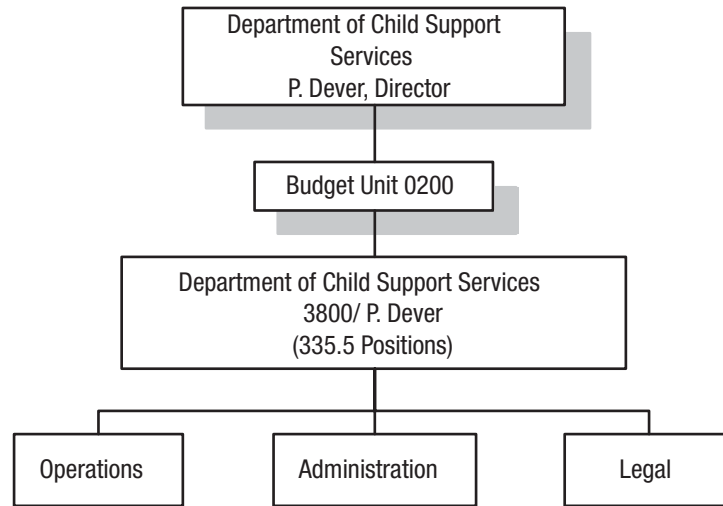 Department of Child Support
Services
P. Dever, Director
Budget Unit 0200
Department of Child Support Services
3800/ P. Dever
(335.5 Positions)
Operations
Administration
Legal